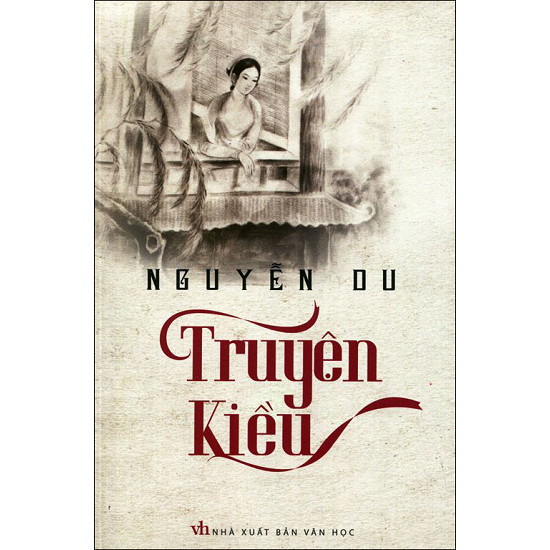 NGUYỄN DU
Truyện
Kiều
vh NHÀ XUẤT BẢN VĂN HỌC